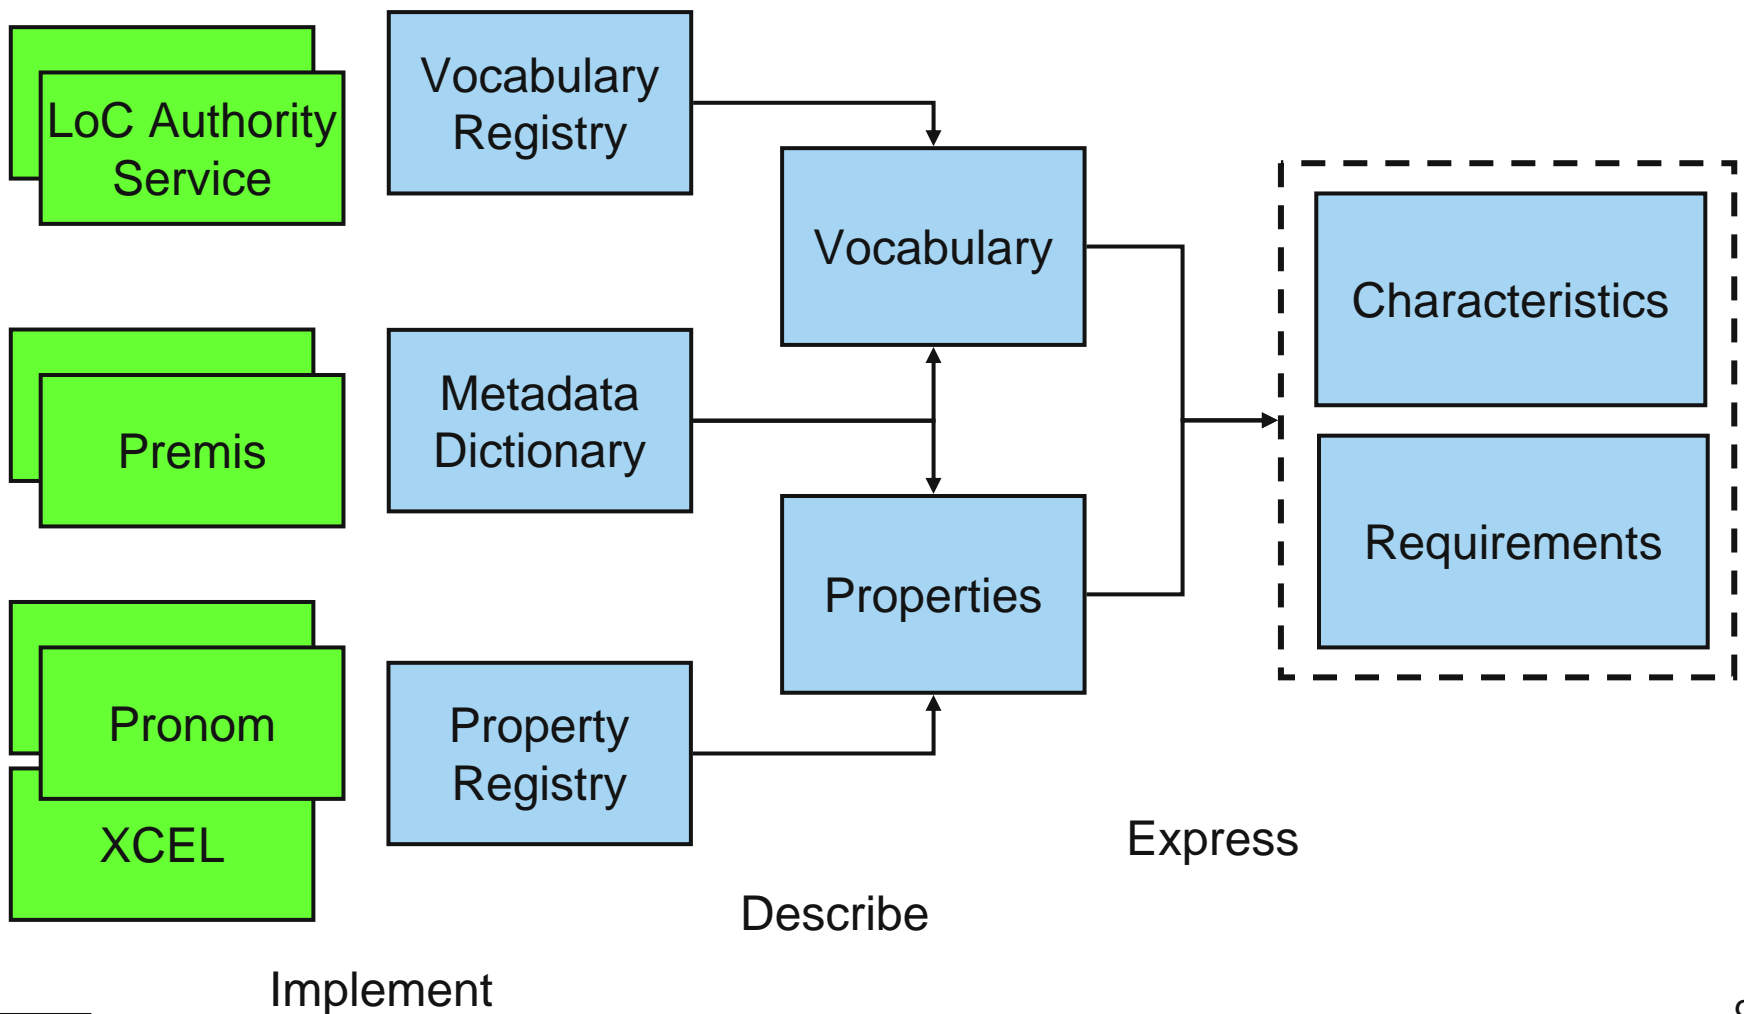 LoC Authority
Service
Vocabulary
Registry
Vocabulary
Characteristics
Premis
Metadata
Dictionary
Requirements
Properties
Pronom
XCEL
Property
Registry
Express
Describe
Implement